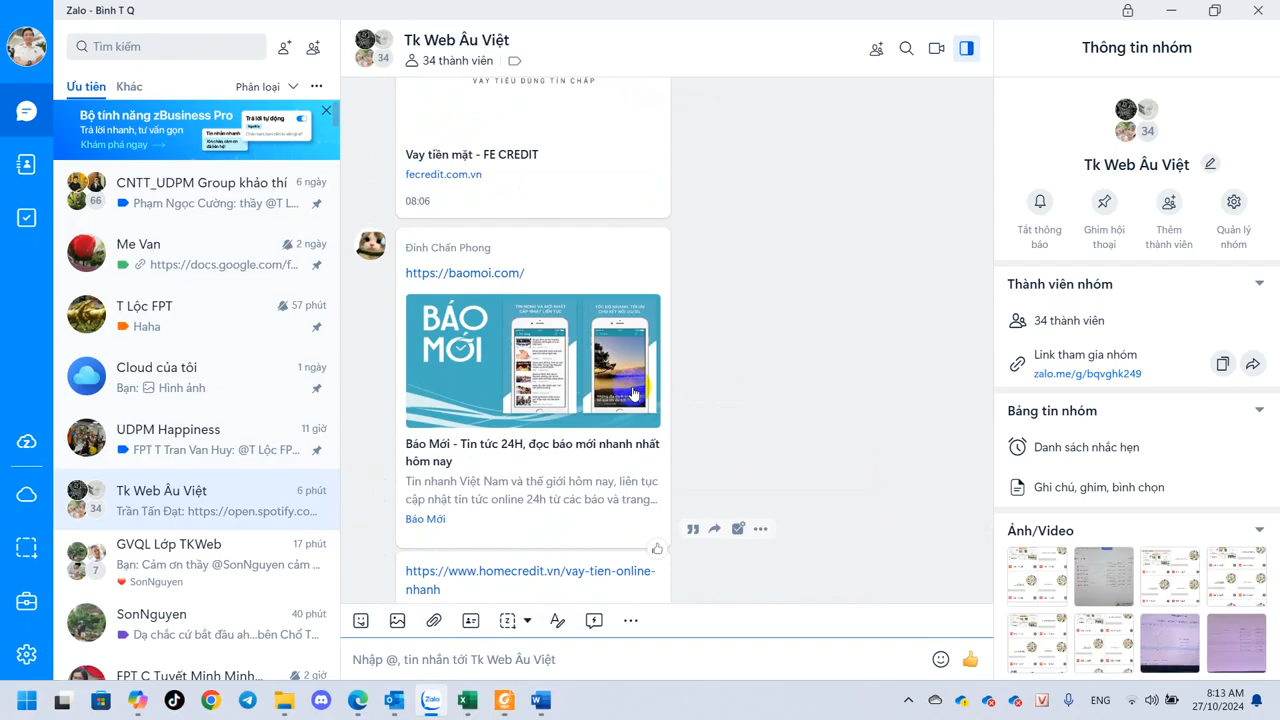 Zalo - Bình T Q
Tìm kiếm
Ưu tiên
Khác
Phân loại
Bộ tính năng zBusiness Pro
Trả lời nhanh, tư vấn gọn
Khám phá ngay
Trả lời tự động
Tin nhắn nhanh
CNTT_UDPM Group khảo thí
6 ngày
66
Phạm Ngọc Cường: thầy @T L...
Me Van
2 ngày
https://docs.google.com/f...
T Lộc FPT
57 phút
Haha
Cloud của tôi
1 ngày
Bạn: Hình ảnh
UDPM Happiness
11 giờ
FPT T Tran Van Huy: @T Lộc FP...
Tk Web Âu Việt
6 phút
34
Trần Tấn Đạt: https://open.spotify.co...
GVQL Lớp TKWeb
17 phút
7
Bạn: Cảm ơn thầy @SonNguyen cảm ...
SonNguyen
SonNguyen
40 phút
Dạ chắc cứ bắt đầu ah...bên Chổ T...
FPT C Tuyết Minh Minh...
2 giờ
Tk Web Âu Việt
34
34 thành viên
VAY TIÊU DÙNG TÍN CHẤP
Vay tiền mặt - FE CREDIT
fecredit.com.vn
08:06
Đinh Chấn Phong
https://baomoi.com/
BÁO MỚI
Báo Mới - Tin tức 24H, đọc báo mới nhanh nhất
hôm nay
Tin nhanh Việt Nam và thế giới hôm nay, liên tục
cập nhật tin tức online 24h từ các báo và trang...
Báo Mới
https://www.homecredit.vn/vay-tien-online-
nhanh
Nhập @, tin nhắn tới Tk Web Âu Việt
Thông tin nhóm
34
Tk Web Âu Việt
Tắt thông báo
Ghim hội thoại
Thêm thành viên
Quản lý nhóm
Thành viên nhóm
34 thành viên
Link tham gia nhóm
zalo.me/g/bqvghk249
Bảng tin nhóm
Danh sách nhắc hẹn
Ghi chú, ghim, bình chọn
Ảnh/Video
ENG
8:13 AM
27/10/2024